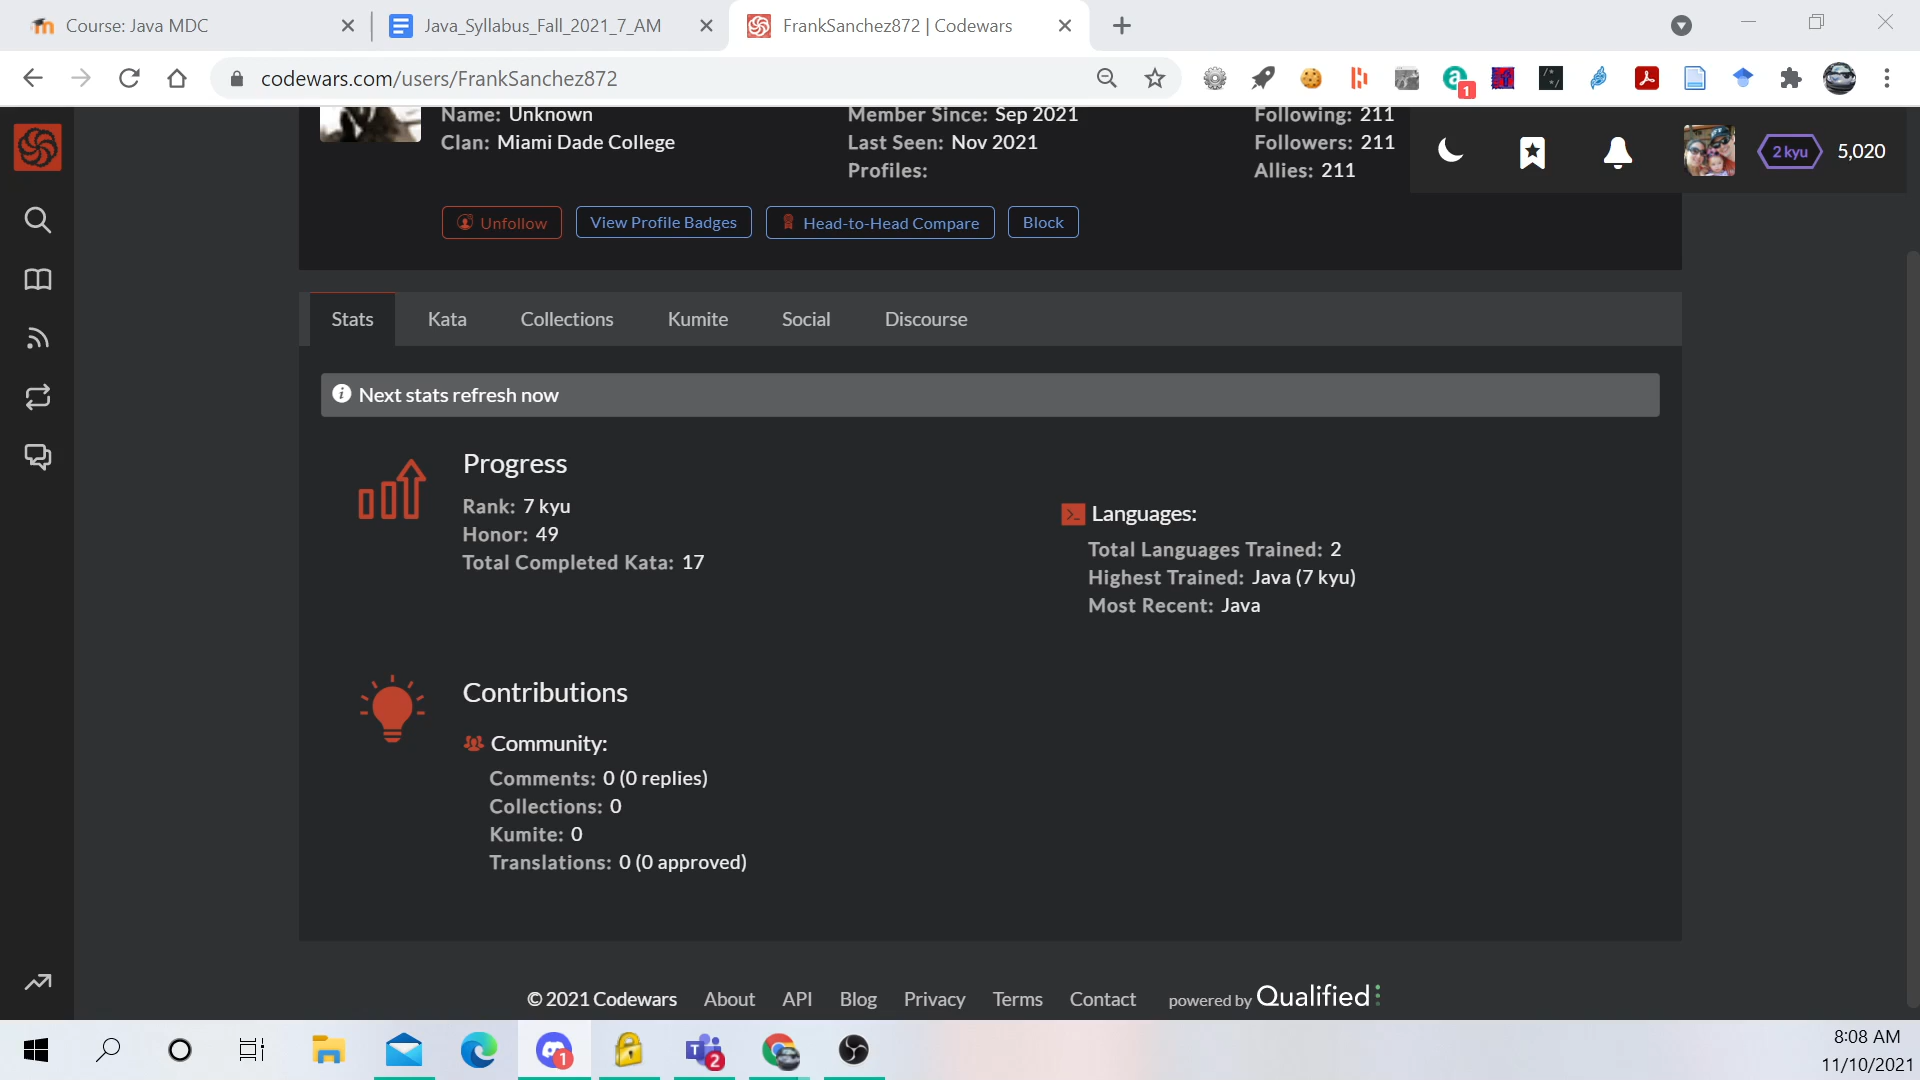 Course: Java MDC
Java_Syllabus_Fall_2021_7_AM
FrankSanchez872 | Codewars
codewars.com/users/FrankSanchez872
1
Name: Unknown
Clan: Miami Dade College
Member Since: Sep 2021
Last Seen: Nov 2021
Profiles:
Following: 211
Followers: 211
Allies: 211
2 kyu
5,020
Unfollow
View Profile Badges
Head-to-Head Compare
Block
Stats
Kata
Collections
Kumite
Social
Discourse
Next stats refresh now
Progress
Rank: 7 kyu
Honor: 49
Total Completed Kata: 17
Languages:
Total Languages Trained: 2
Highest Trained: Java (7 kyu)
Most Recent: Java
Contributions
Community:
Comments: 0 (0 replies)
Collections: 0
Kumite: 0
Translations: 0 (0 approved)
© 2021 Codewars
About
API
Blog
Privacy
Terms
Contact
powered by Qualified
1
2
8:08 AM
11/10/2021